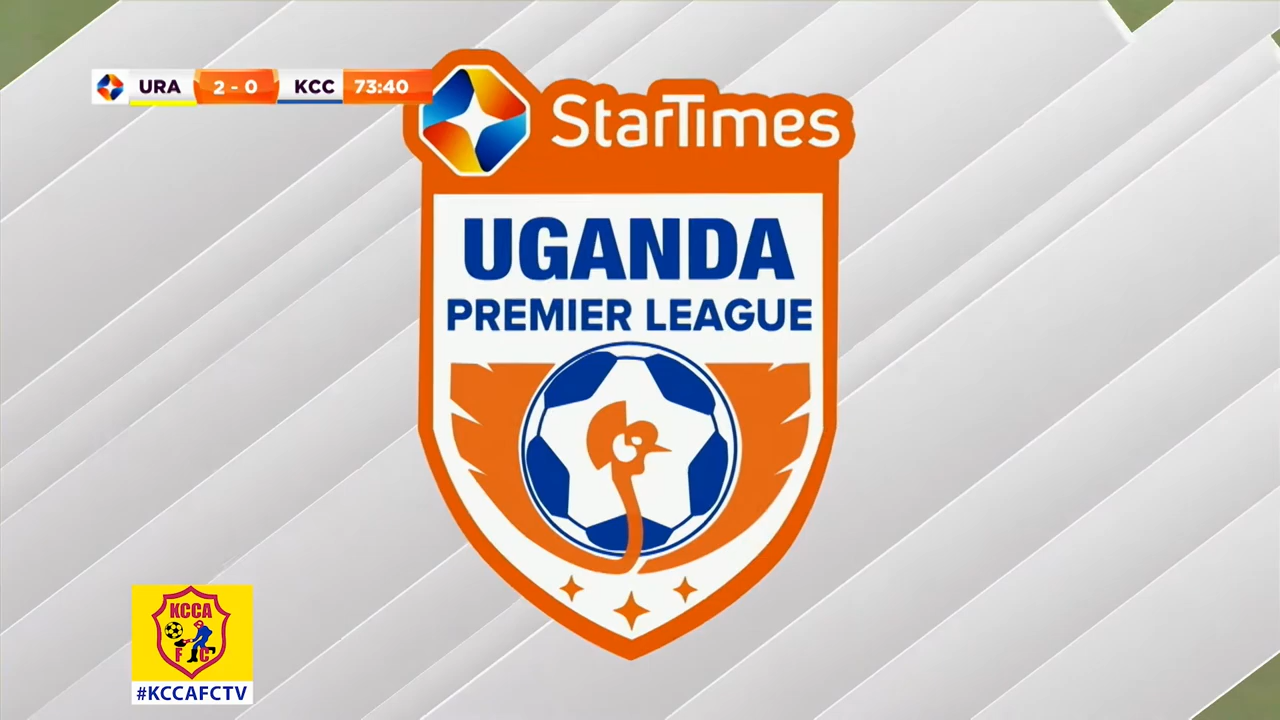 URA 2 - 0 KCC 73:40
StarTimes
UGANDA
PREMIER LEAGUE
KCCA
FC
#KCCAFCTV